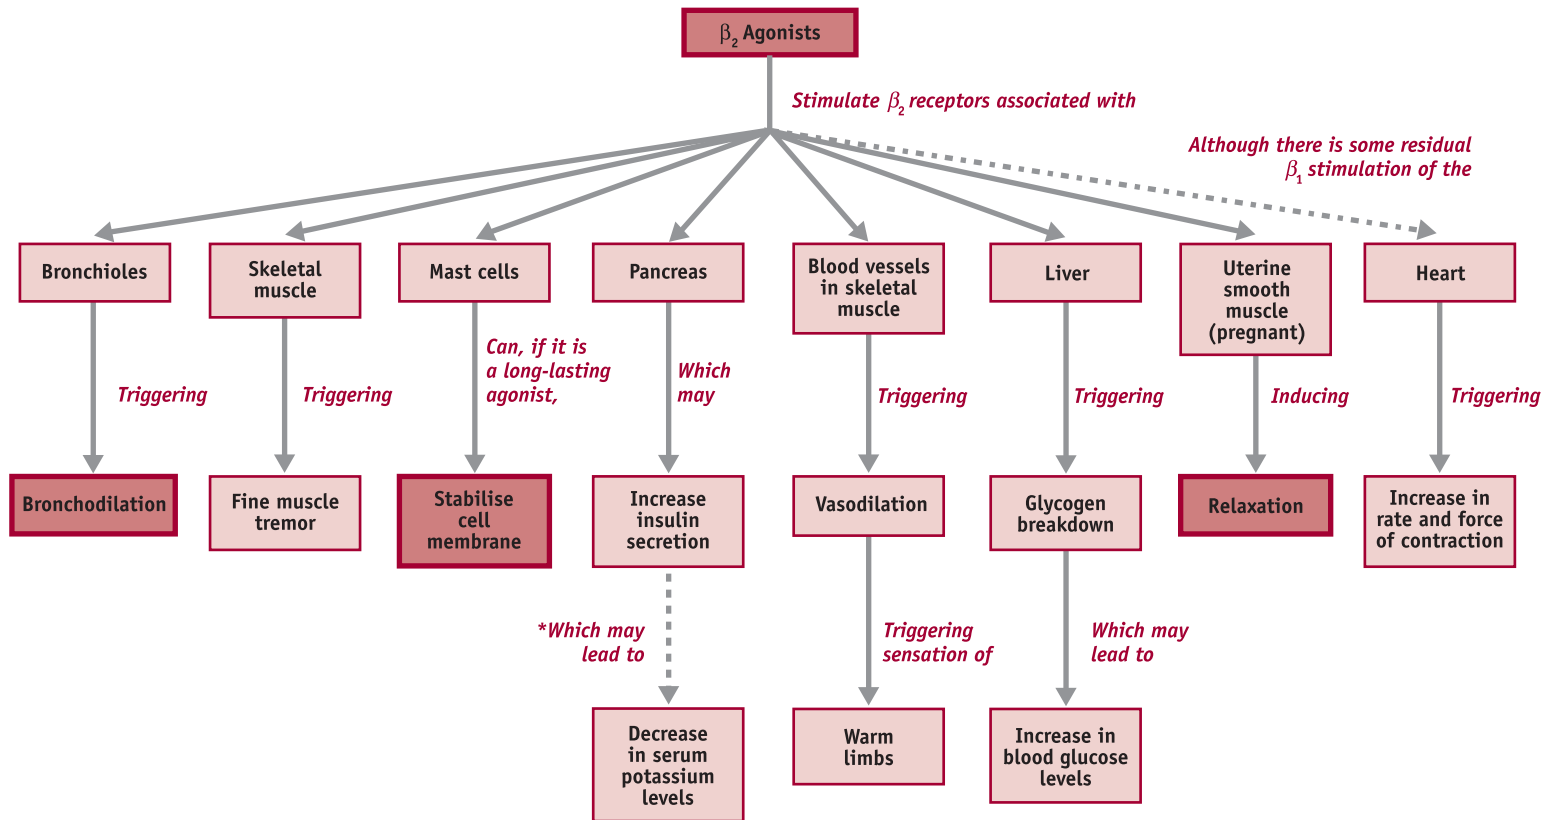 β2 Agonists
Stimulate β2 receptors associated with
Although there is some residual
β1 stimulation of the
Bronchioles
Skeletal
muscle
Mast cells
Pancreas
Blood vessels
in skeletal
muscle
Liver
Uterine
smooth
muscle
(pregnant)
Heart
Triggering
Triggering
Can, if it is
a long-lasting
agonist,
Which
may
Triggering
Triggering
Inducing
Triggering
Bronchodilation
Fine muscle
tremor
Stabilise
cell
membrane
Increase
insulin
secretion
Vasodilation
Glycogen
breakdown
Relaxation
Increase in
rate and force
of contraction
*Which may
lead to
Triggering
sensation of
Which may
lead to
Decrease
in serum
potassium
levels
Warm
limbs
Increase in
blood glucose
levels